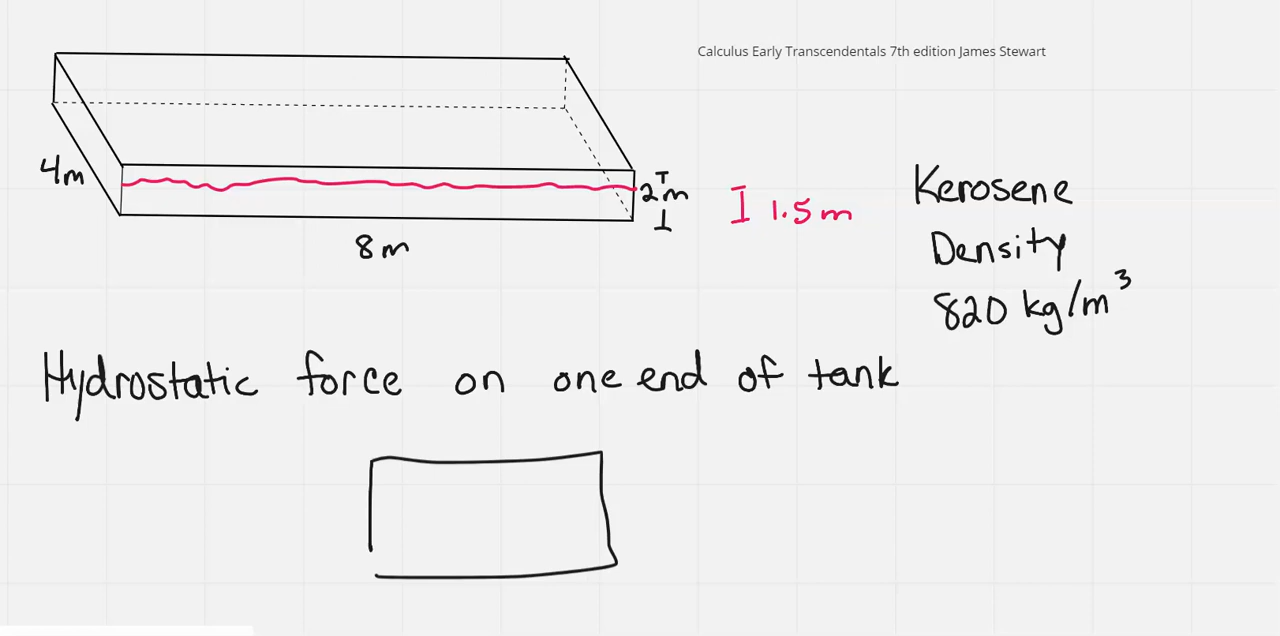 Calculus Early Transcendentals 7th edition James Stewart
4m
2m
1.5m
8m
Kerosene
Density
820 kg/m³
Hydrostatic force on one end of tank